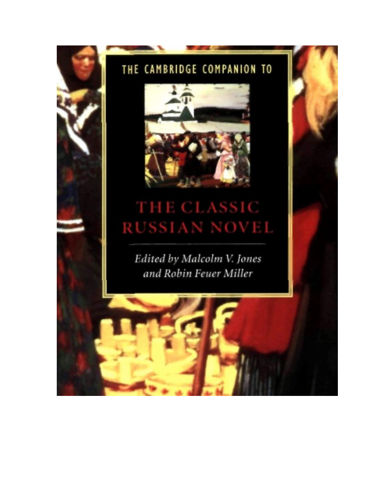 THE CAMBRIDGE COMPANION TO
THE CLASSIC
RUSSIAN NOVEL
Edited by Malcolm V. Jones
and Robin Feuer Miller